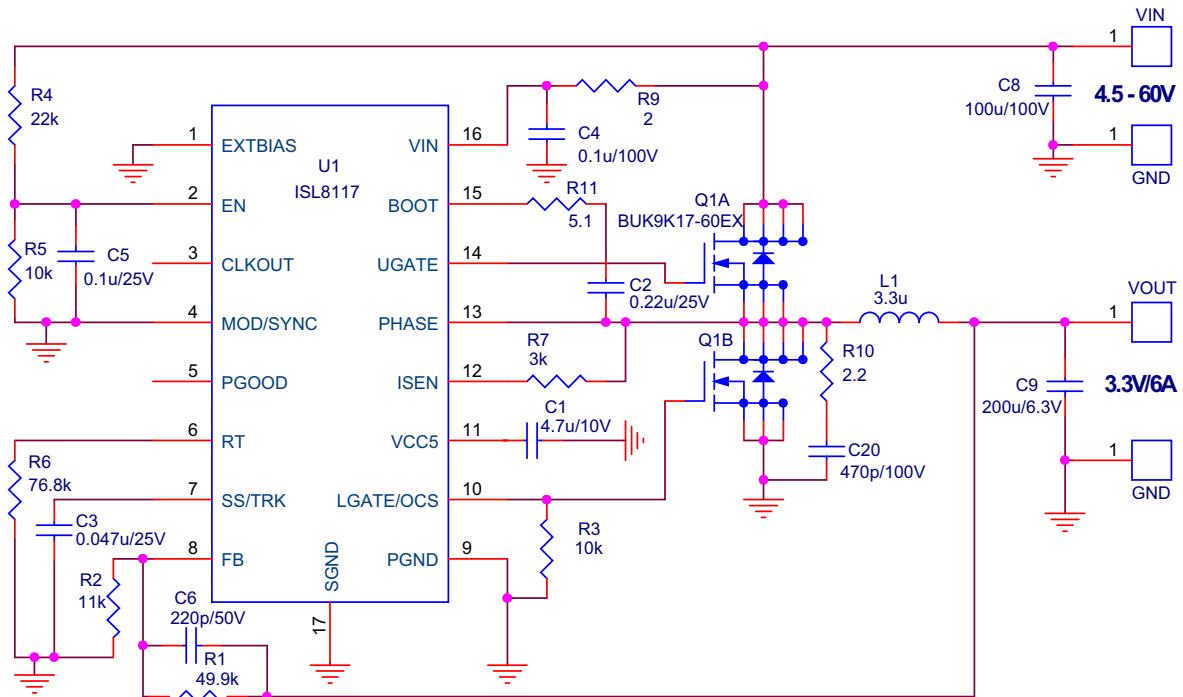 VIN
1
R4
22k
R9
2
C4
0.1u/100V
C8
100u/100V
4.5 - 60V
1
GND
1
EXTBIAS
U1
ISL8117
VIN
16
2
EN
BOOT
15
R11
5.1
Q1A
BUK9K17-60EX
R5
10k
C5
0.1u/25V
3
CLKOUT
UGATE
14
C2
0.22u/25V
L1
3.3u
VOUT
1
4
MOD/SYNC
PHASE
13
R7
3k
Q1B
R10
2.2
5
PGOOD
ISEN
12
C9
200u/6.3V
3.3V/6A
C1
4.7u/10V
6
RT
VCC5
11
C20
470p/100V
1
GND
R6
76.8k
7
SS/TRK
LGATE/OCS
10
C3
0.047u/25V
R3
10k
8
FB
SGND
PGND
9
R2
11k
C6
220p/50V
17
R1
49.9k